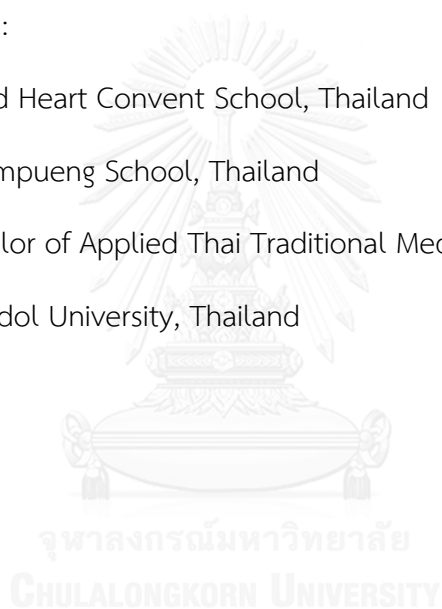 :
d Heart Convent School, Thailand
mpueng School, Thailand
lor of Applied Thai Traditional Med
dol University, Thailand
จุฬาลงกรณ์มหาวิทยาลัย
CHULALONGKORN UNIVERSITY